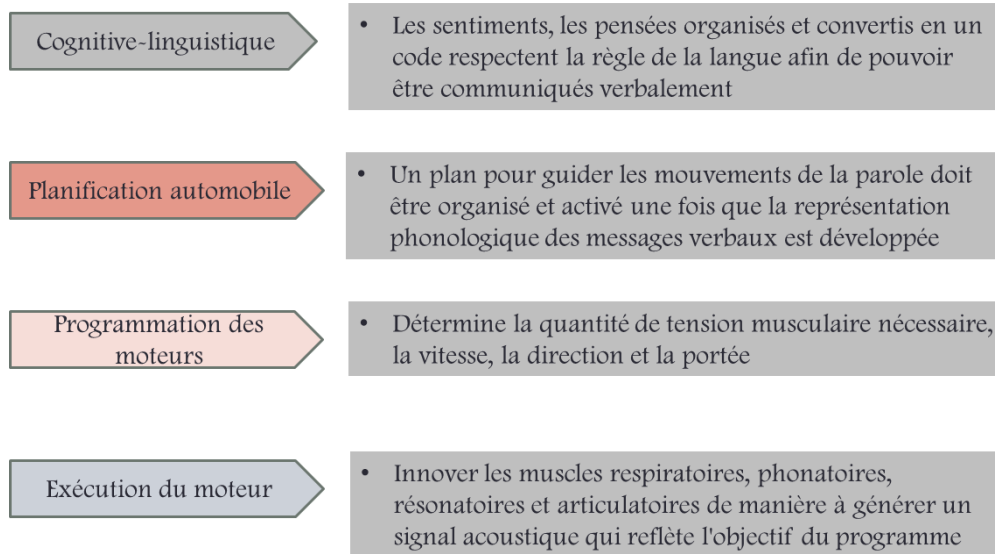 Cognitive-linguistique
• Les sentiments, les pensées organisés et convertis en un
code respectent la règle de la langue afin de pouvoir
être communiqués verbalement
Planification automobile
• Un plan pour guider les mouvements de la parole doit
être organisé et activé une fois que la représentation
phonologique des messages verbaux est développée
Programmation des
moteurs
• Détermine la quantité de tension musculaire nécessaire,
la vitesse, la direction et la portée
Exécution du moteur
• Innover les muscles respiratoires, phonatoires,
résonatoires et articulatoires de manière à générer un
signal acoustique qui reflète l'objectif du programme